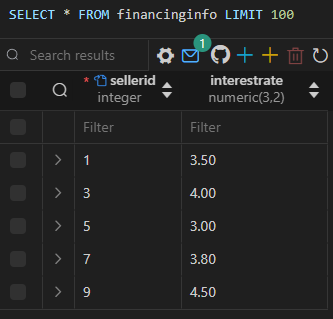 SELECT * FROM financinginfo LIMIT 100
Search results
1
* sellerid interestrate
integer numeric(3,2)
Filter Filter
1 3.50
3 4.00
5 3.00
7 3.80
9 4.50